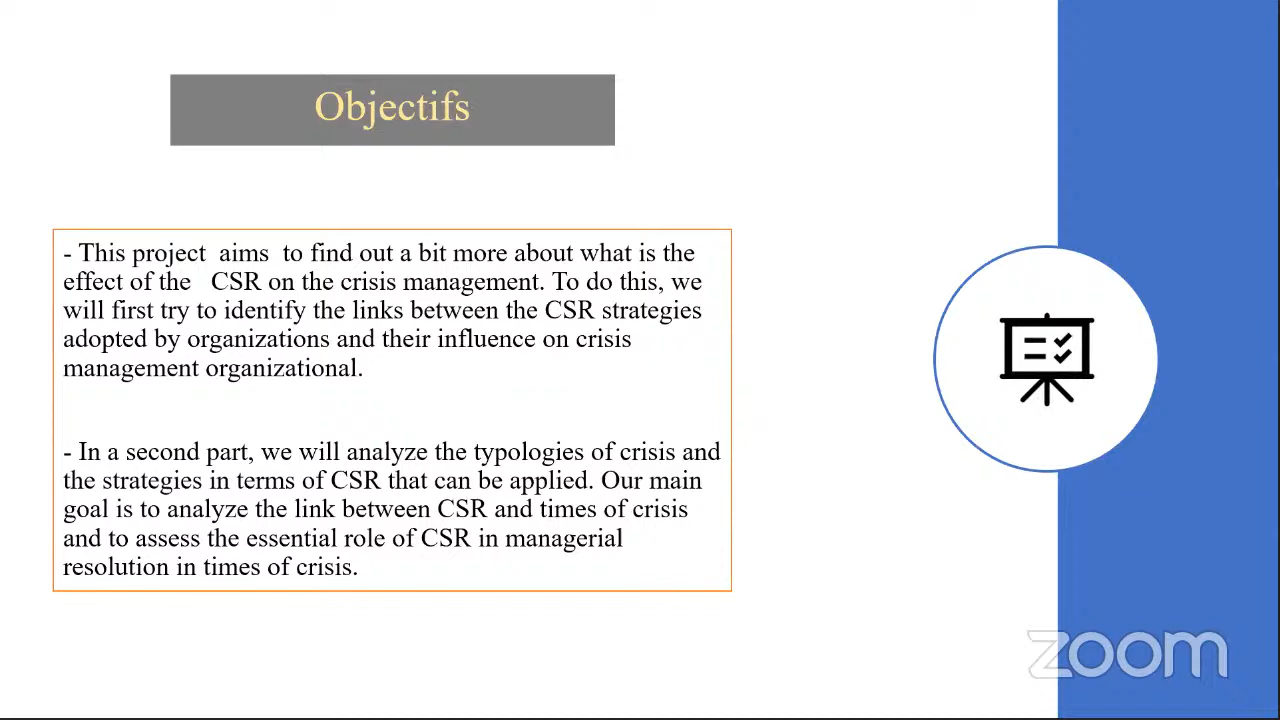 Objectifs
- This project  aims  to find out a bit more about what is the
effect of the   CSR on the crisis management. To do this, we
will first try to identify the links between the CSR strategies
adopted by organizations and their influence on crisis
management organizational.
- In a second part, we will analyze the typologies of crisis and
the strategies in terms of CSR that can be applied. Our main
goal is to analyze the link between CSR and times of crisis
and to assess the essential role of CSR in managerial
resolution in times of crisis.
zoom